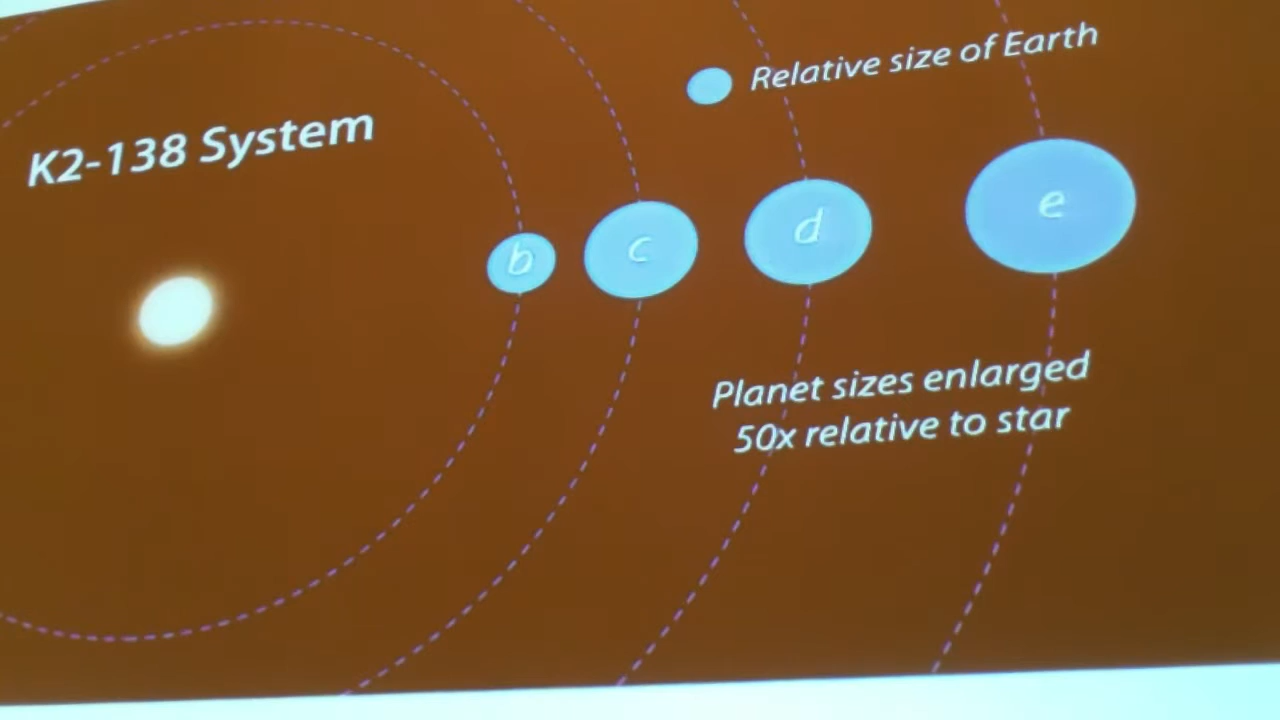 Relative size of Earth
K2-138 System
b
c
d
e
Planet sizes enlarged
50x relative to star